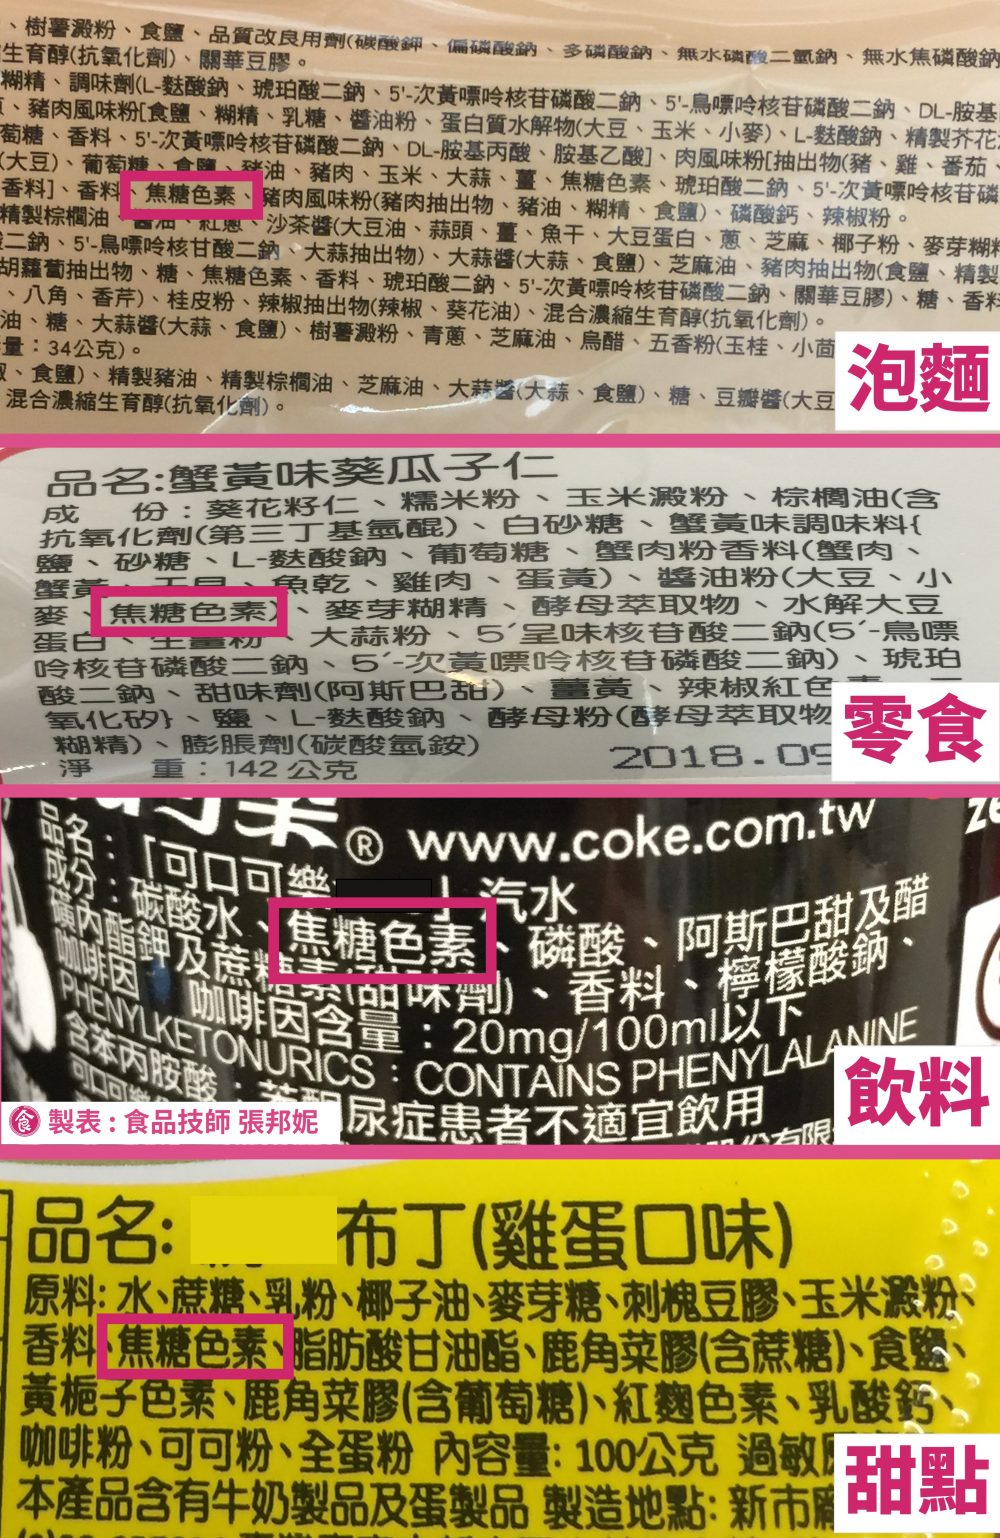 、樹薯澱粉、食鹽、品質改良用劑(碳酸鉀、偏磷酸鈉、多磷酸鈉、無水磷酸二氫鈉、無水焦磷酸鈉
生育醇(抗氧化劑)、關華豆膠。
糊精、調味劑(L-麩酸鈉、琥珀酸二鈉、5'-次黃嘌呤核苷磷酸二鈉、5'-鳥嘌呤核苷磷酸二鈉、DL-胺基
、豬肉風味粉[食鹽、糊精、乳糖、醬油粉、蛋白質水解物(大豆、玉米、小麥)、L-麩酸鈉、精製芥花
萄糖、香料、5'-次黃嘌呤核苷磷酸二鈉、DL-胺基丙酸、胺基乙酸]、肉風味粉[抽出物(豬、雞、番茄、
(大豆)、葡萄糖、食鹽、豬油、豬肉、玉米、大蒜、薑、焦糖色素、琥珀酸二鈉、5'-次黃嘌呤核苷磷
香料]、香料、焦糖色素、豬肉風味粉(豬肉抽出物、豬油、糊精、食鹽)、磷酸鈣、辣椒粉。
精製棕櫚油、醬油、紅蔥、沙茶醬(大豆油、蒜頭、薑、魚干、大豆蛋白、蔥、芝麻、椰子粉、麥芽糊
二鈉、5'-鳥嘌呤核甘酸二鈉、大蒜抽出物)、大蒜醬(大蒜、食鹽)、芝麻油、豬肉抽出物(食鹽、精製
胡蘿蔔抽出物、糖、焦糖色素、香料、琥珀酸二鈉、5'-次黃嘌呤核苷磷酸二鈉、關華豆膠)、糖、香料
、八角、香芹)、桂皮粉、辣椒抽出物(辣椒、葵花油)、混合濃縮生育醇(抗氧化劑)。
油、糖、大蒜醬(大蒜、食鹽)、樹薯澱粉、青蔥、芝麻油、烏醋、五香粉(玉桂、小茴
量：34公克)。
、食鹽)、精製豬油、精製棕櫚油、芝麻油、大蒜醬(大蒜、食鹽)、糖、豆瓣醬(大豆
混合濃縮生育醇(抗氧化劑)。
泡麵
品名:蟹黃味葵瓜子仁
成 份：葵花籽仁、糯米粉、玉米澱粉、棕櫚油(含
抗氧化劑(第三丁基氫醌)、白砂糖、蟹黃味調味料{
鹽、砂糖、L-麩酸鈉、葡萄糖、蟹肉粉香料(蟹肉、
蟹黃、干貝、魚乾、雞肉、蛋黃)、醬油粉(大豆、小
麥、焦糖色素)、麥芽糊精、酵母萃取物、水解大豆
蛋白、生薑粉、大蒜粉、5´呈味核苷酸二鈉(5´-鳥嘌
呤核苷磷酸二鈉、5´-次黃嘌呤核苷磷酸二鈉)、琥珀
酸二鈉、甜味劑(阿斯巴甜)、薑黃、辣椒紅色素、二
氧化矽}、鹽、L-麩酸鈉、酵母粉(酵母萃取物
糊精)、膨脹劑(碳酸氫銨)
淨 重：142公克
2018.09
零食
® www.coke.com.tw
品名：「可口可樂 」汽水
成分：碳酸水、焦糖色素、磷酸、阿斯巴甜及醋
磺內酯鉀及蔗糖素(甜味劑)、香料、檸檬酸鈉、
咖啡因 咖啡因含量：20mg/100ml以下
PHENYLKETONURICS：CONTAINS PHENYLALANINE
含苯丙胺酸，苯酮尿症患者不適宜飲用
飲料
食 製表:食品技師 張邦妮
品名: 布丁(雞蛋口味)
原料:水、蔗糖、乳粉、椰子油、麥芽糖、刺槐豆膠、玉米澱粉、
香料、焦糖色素、脂肪酸甘油酯、鹿角菜膠(含蔗糖)、食鹽、
黃梔子色素、鹿角菜膠(含葡萄糖)、紅麴色素、乳酸鈣、
咖啡粉、可可粉、全蛋粉 內容量:100公克 過敏
本產品含有牛奶製品及蛋製品 製造地點:新市
甜點